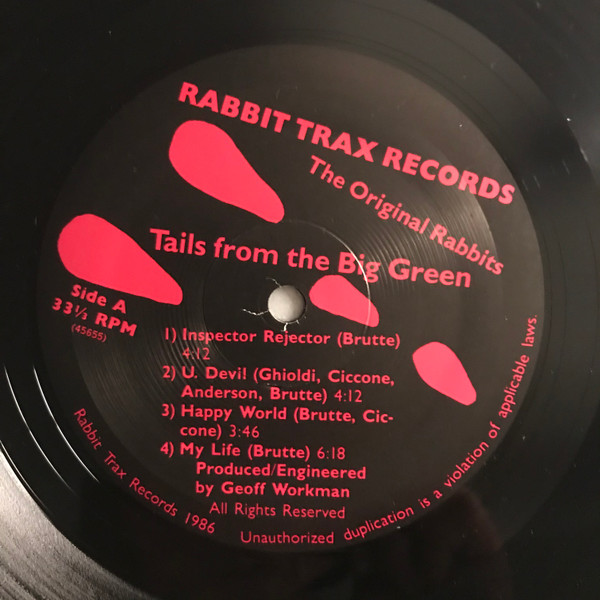 RABBIT TRAX RECORDS
The Original Rabbits
Tails from the Big Green
Side A
33⅓ RPM
(45655)
1) Inspector Rejector (Brutte)
4:12
2) U. Devil (Ghioldi, Ciccone,
Anderson, Brutte) 4:12
3) Happy World (Brutte, Cic-
cone) 3:46
4) My Life (Brutte) 6:18
Produced/Engineered
by Geoff Workman
All Rights Reserved
Rabbit Trax Records 1986
Unauthorized duplication is a violation of applicable laws.